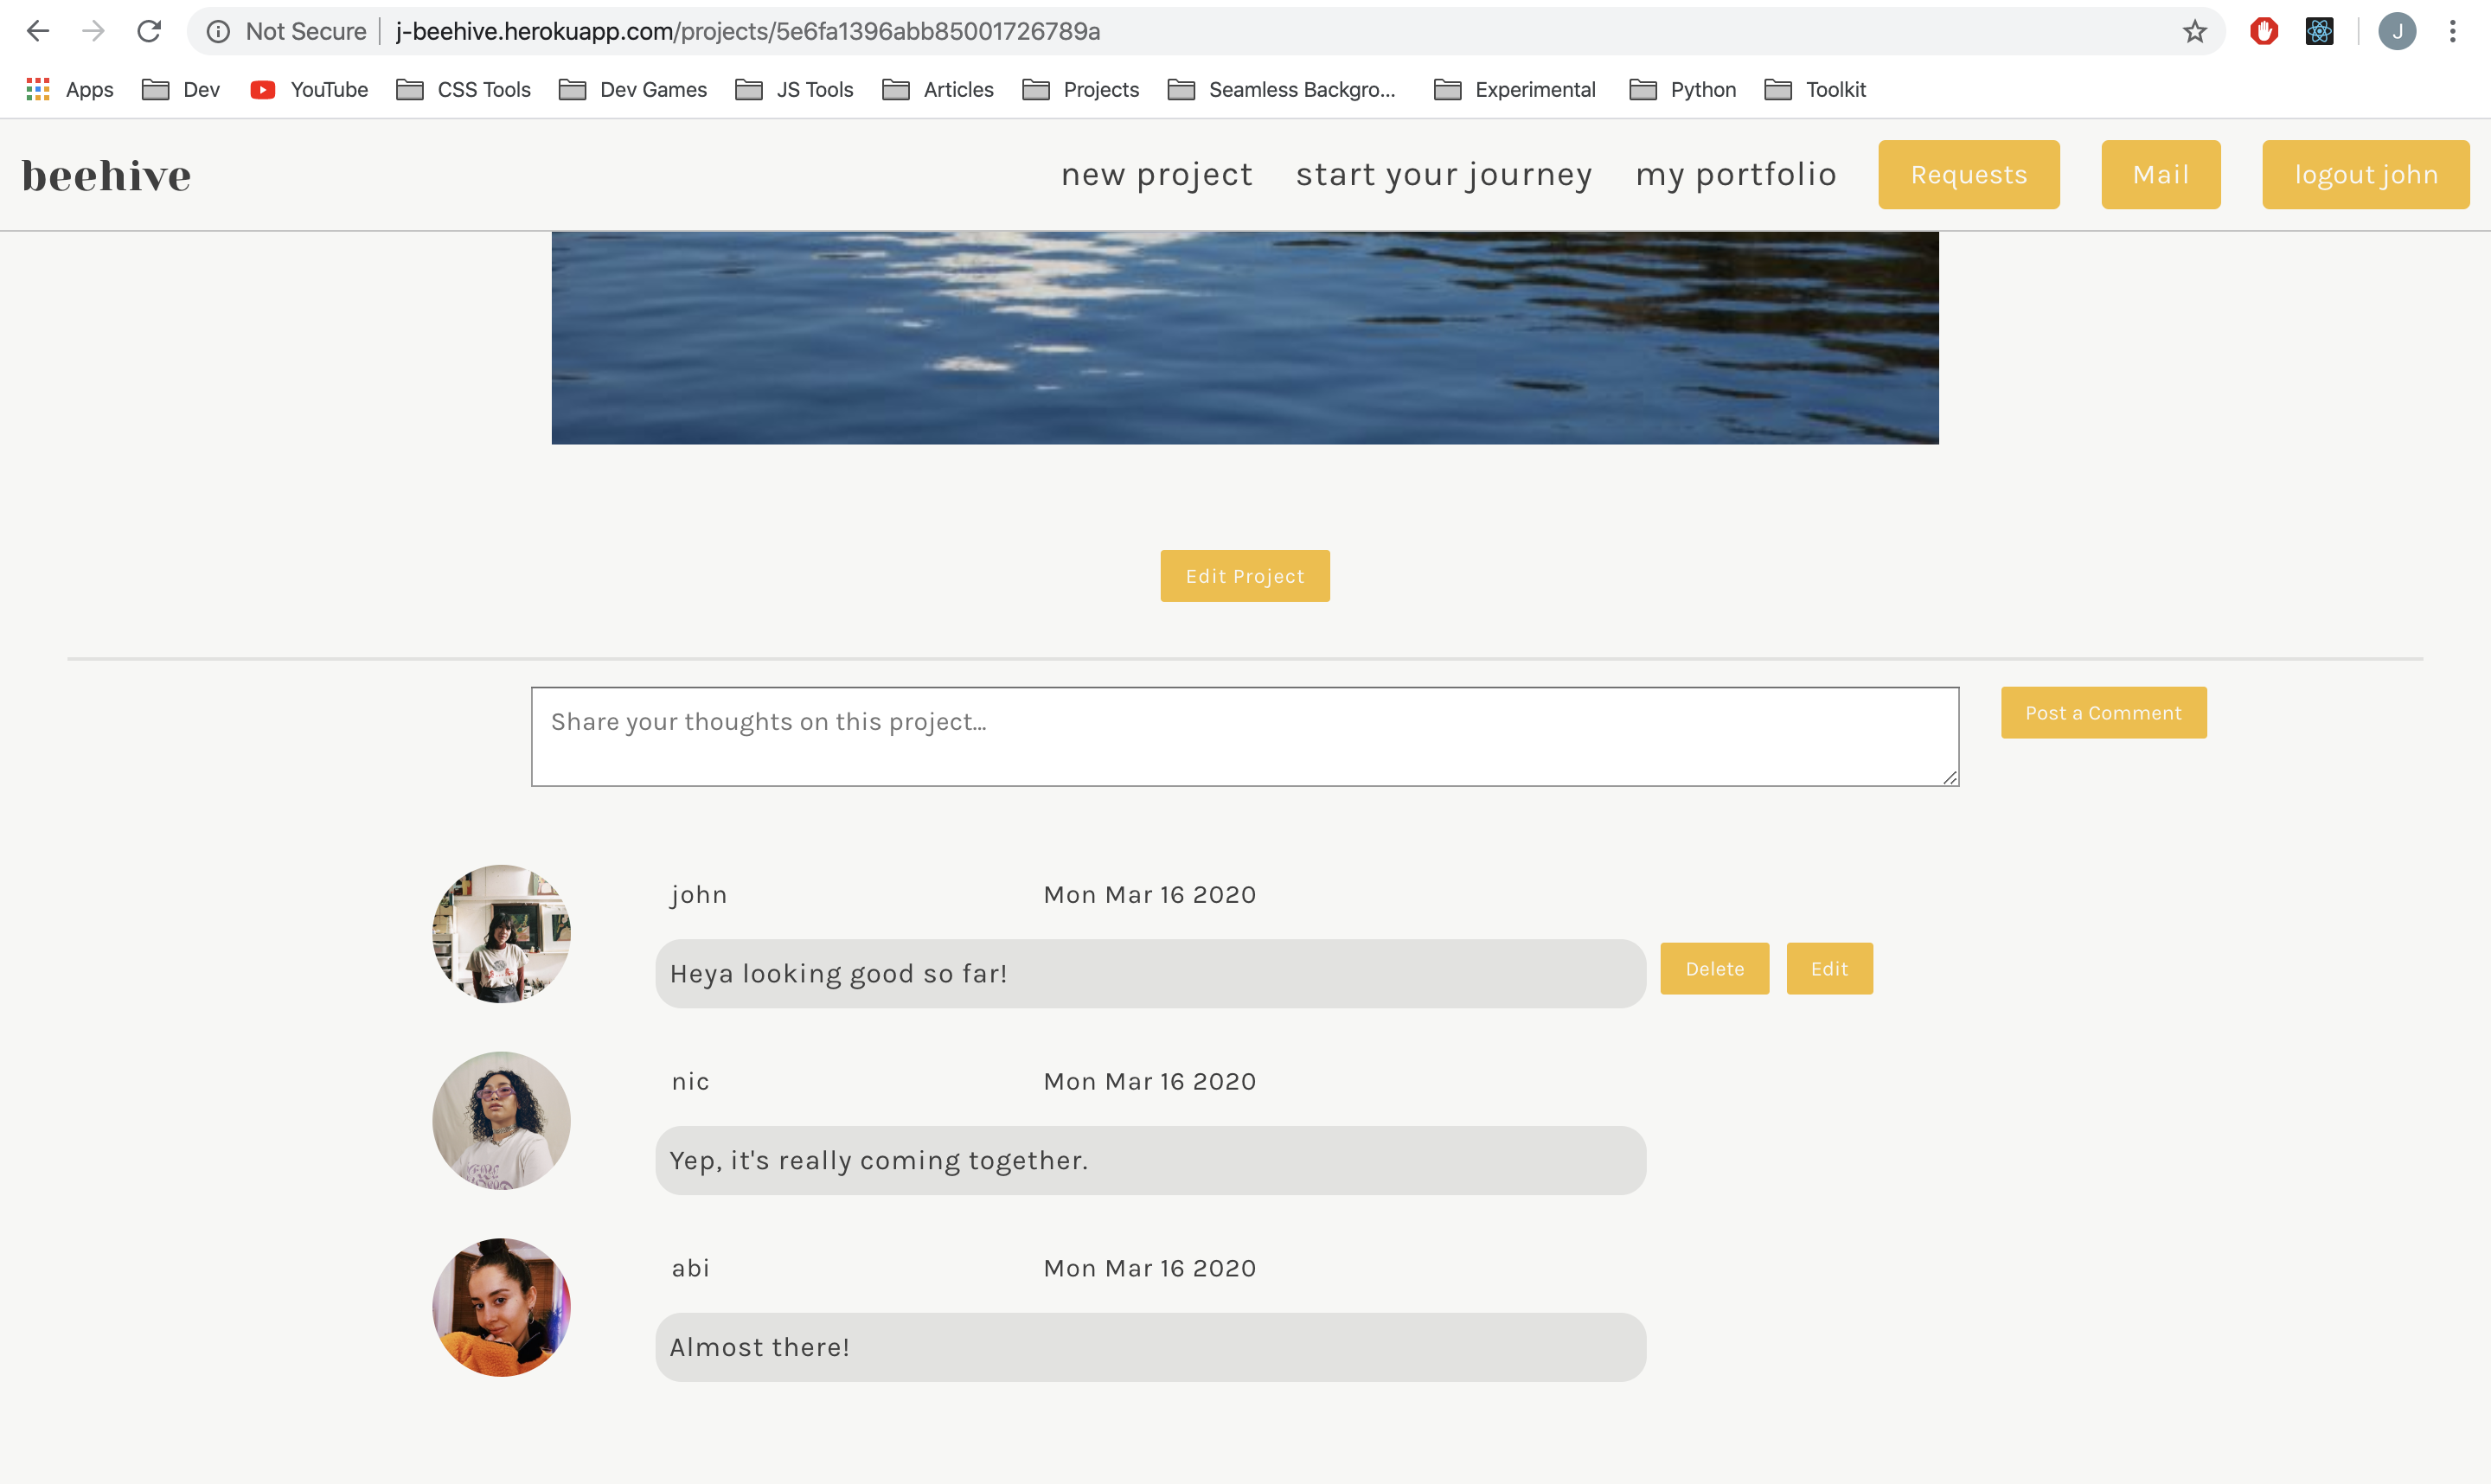 Not Secure j-beehive.herokuapp.com/projects/5e6fa1396abb85001726789a J
Apps Dev YouTube CSS Tools Dev Games JS Tools Articles Projects Seamless Backgro... Experimental Python Toolkit
beehive new project start your journey my portfolio Requests Mail logout john
Edit Project
Share your thoughts on this project... Post a Comment
john Mon Mar 16 2020
Heya looking good so far! Delete Edit
nic Mon Mar 16 2020
Yep, it's really coming together.
abi Mon Mar 16 2020
Almost there!